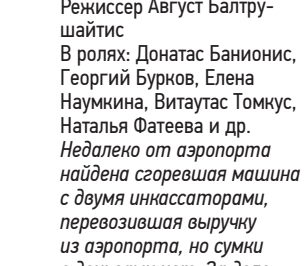 Режиссер Август Балтру-
шайтис
В ролях: Донатас Банионис,
Георгий Бурков, Елена
Наумкина, Витаутас Томкус,
Наталья Фатеева и др.
Недалеко от аэропорта
найдена сгоревшая машина
с двумя инкассаторами,
перевозившая выручку
из аэропорта, но сумки